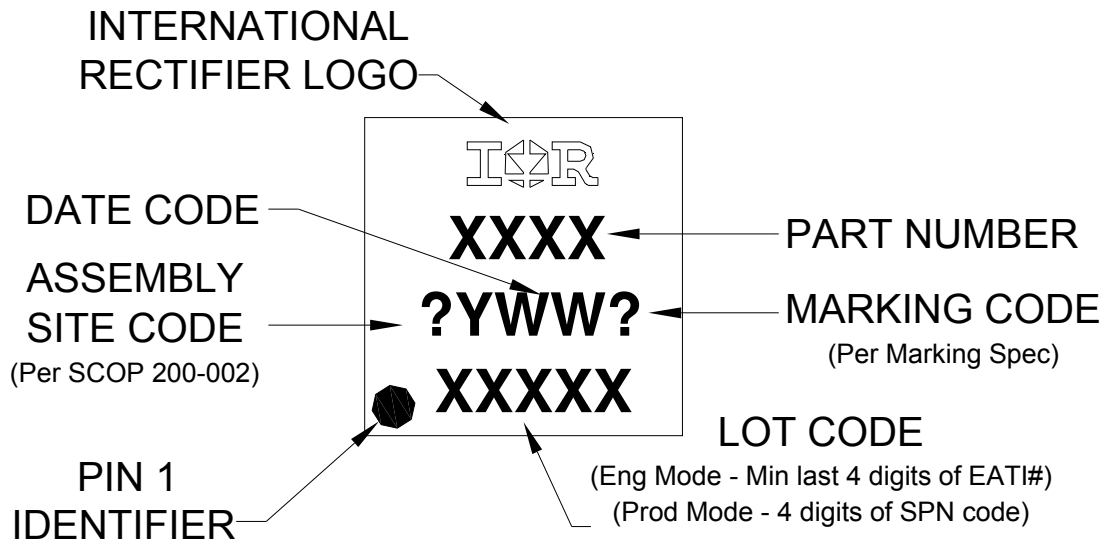 INTERNATIONAL
RECTIFIER LOGO
IOR
DATE CODE
XXXX
PART NUMBER
ASSEMBLY
SITE CODE
(Per SCOP 200-002)
?YWW?
MARKING CODE
(Per Marking Spec)
XXXXX
LOT CODE
(Eng Mode - Min last 4 digits of EATI#)
(Prod Mode - 4 digits of SPN code)
PIN 1
IDENTIFIER